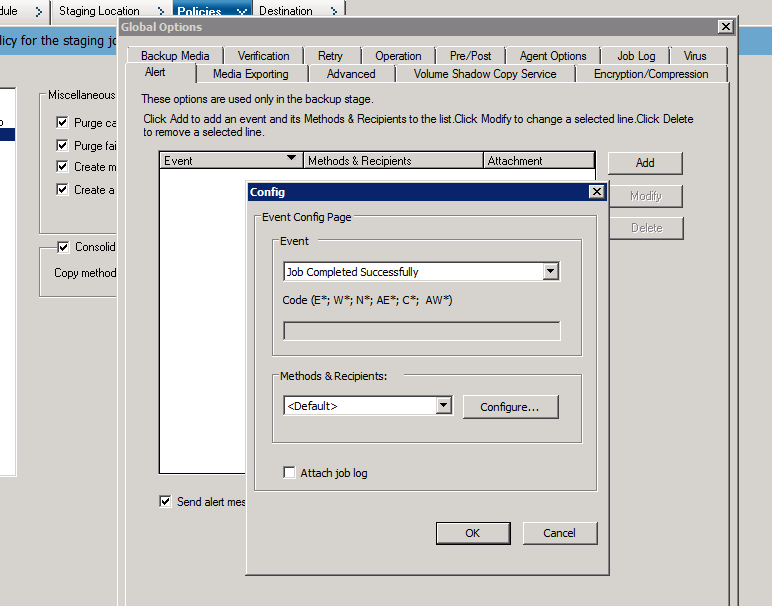 dule
Staging Location
Policies
Destination
licy for the staging jo
Global Options
Backup Media
Verification
Retry
Operation
Pre/Post
Agent Options
Job Log
Virus
Alert
Media Exporting
Advanced
Volume Shadow Copy Service
Encryption/Compression
These options are used only in the backup stage.
Click Add to add an event and its Methods & Recipients to the list.Click Modify to change a selected line.Click Delete
to remove a selected line.
Miscellaneous
Purge ca
Purge fai
Create m
Create a
Consolid
Copy method
Event
Methods & Recipients
Attachment
Add
Modify
Delete
Config
Event Config Page
Event
Job Completed Successfully
Code (E*; W*; N*; AE*; C*; AW*)
Methods & Recipients:
<Default>
Configure...
Attach job log
Send alert mes
OK
Cancel